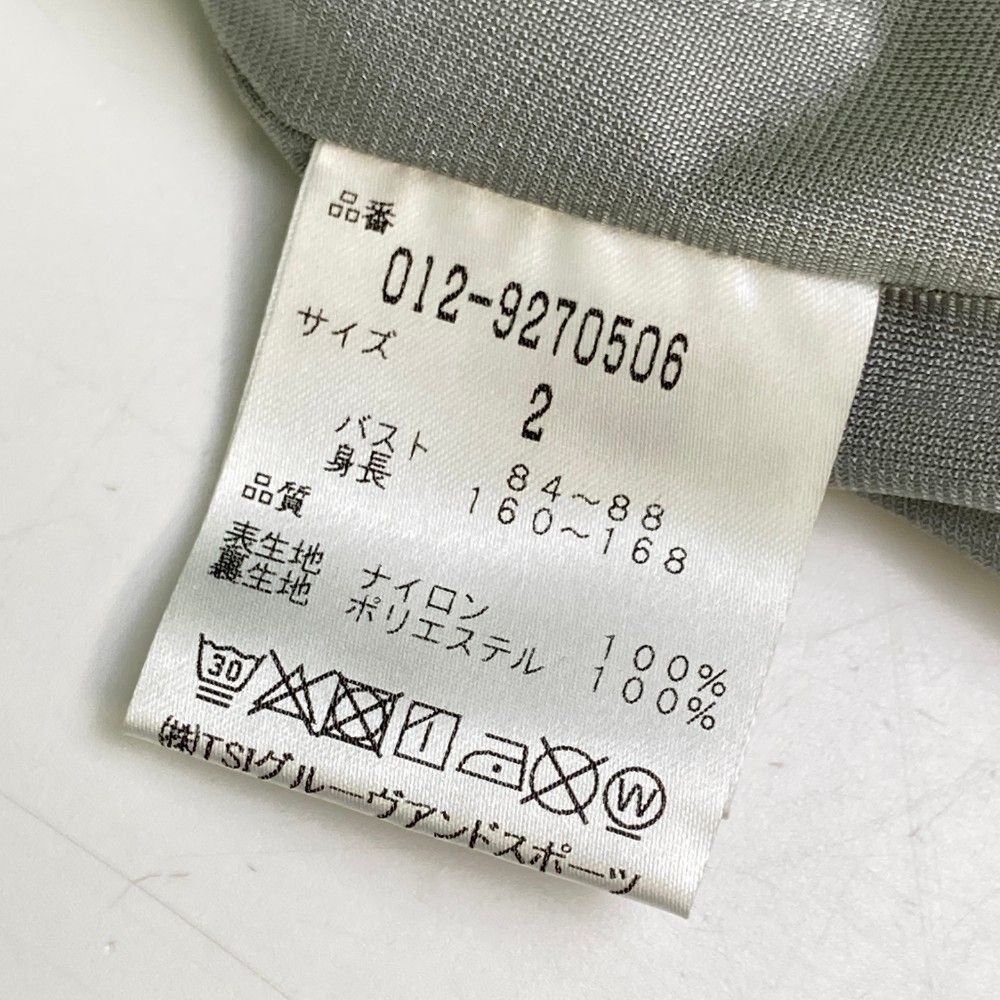 品番
012-9270506
サイズ
2
バスト 84～88
身長 160～168
品質
表生地 ナイロン 100%
裏生地 ポリエステル 100%
30
1
W
(株)TSIグルーヴアンドスポーツ